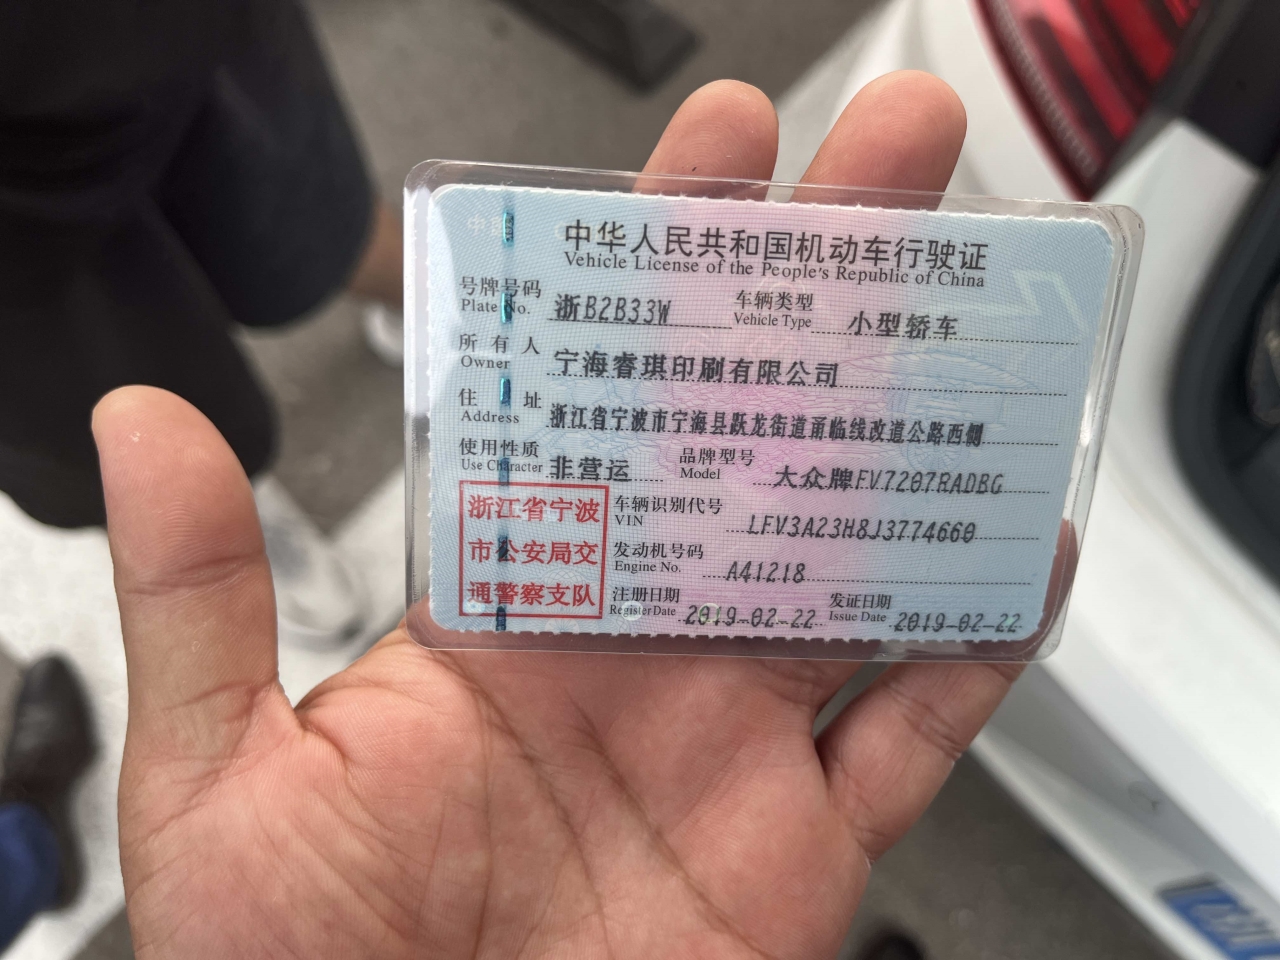 中华人民共和国机动车行驶证
Vehicle License of the People's Republic of China
号牌号码 浙B2B33W 车辆类型 小型轿车
Plate No. Vehicle Type
所有人 宁海睿琪印刷有限公司
Owner
住址 浙江省宁波市宁海县跃龙街道甬临线改道公路西侧
Address
使用性质 非营运 品牌型号 大众牌FV7207RADBG
Use Character Model
浙江省宁波
市公安局交
通警察支队
车辆识别代号 LFV3A23H8J3774660
VIN
发动机号码 A41218
Engine No.
注册日期 2019-02-22 发证日期 2019-02-22
Register Date Issue Date